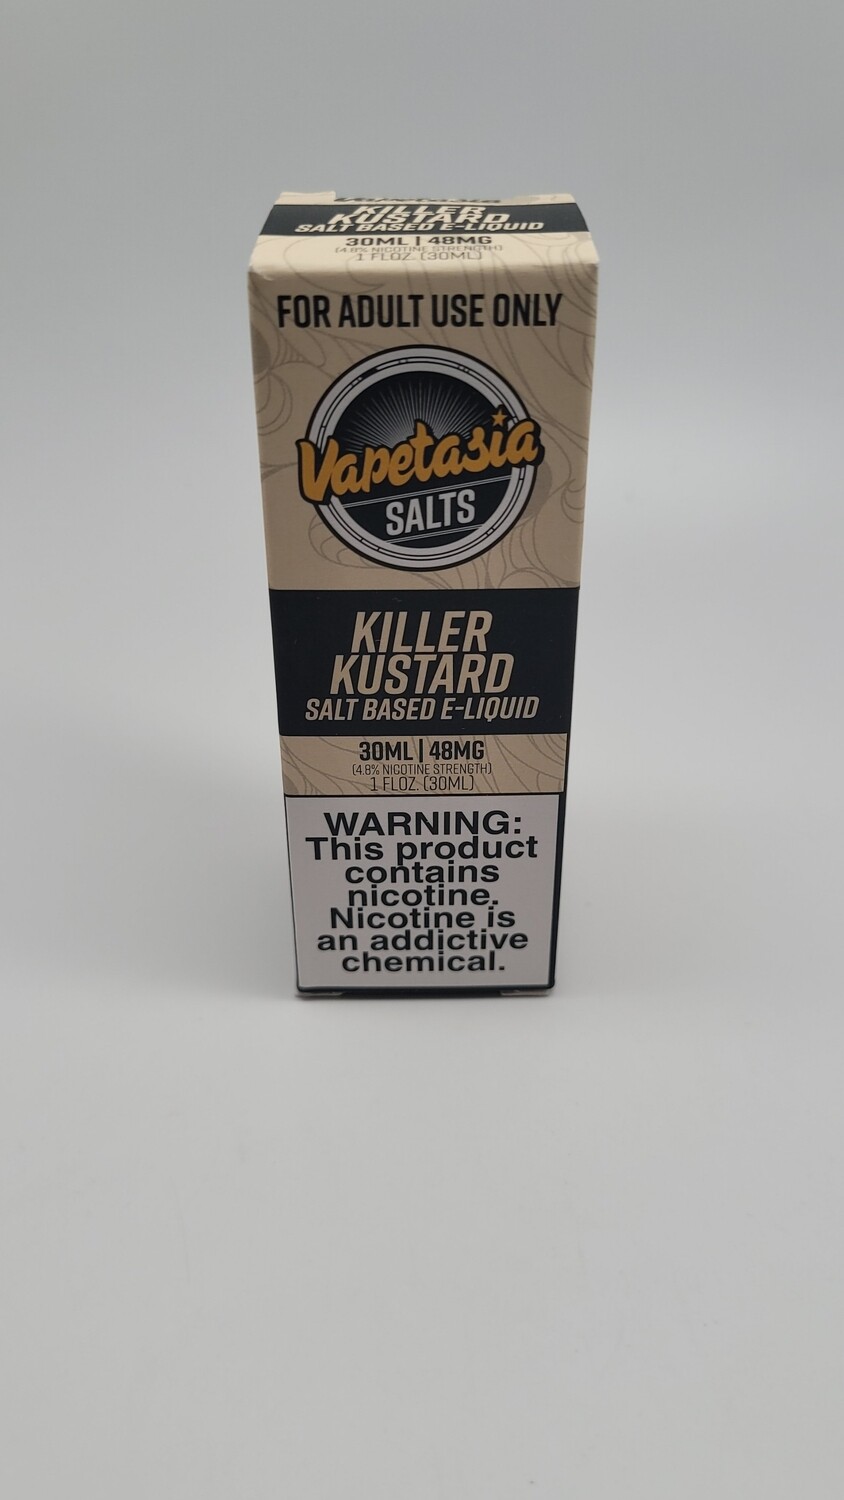 Vapetasia
KILLER
KUSTARD
SALT BASED E-LIQUID
30ML | 48MG
(4.8% NICOTINE STRENGTH)
1 FLOZ. (30ML)
FOR ADULT USE ONLY
Vapetasia
SALTS
KILLER
KUSTARD
SALT BASED E-LIQUID
30ML | 48MG
(4.8% NICOTINE STRENGTH)
1 FLOZ. (30ML)
WARNING:
This product
contains
nicotine.
Nicotine is
an addictive
chemical.